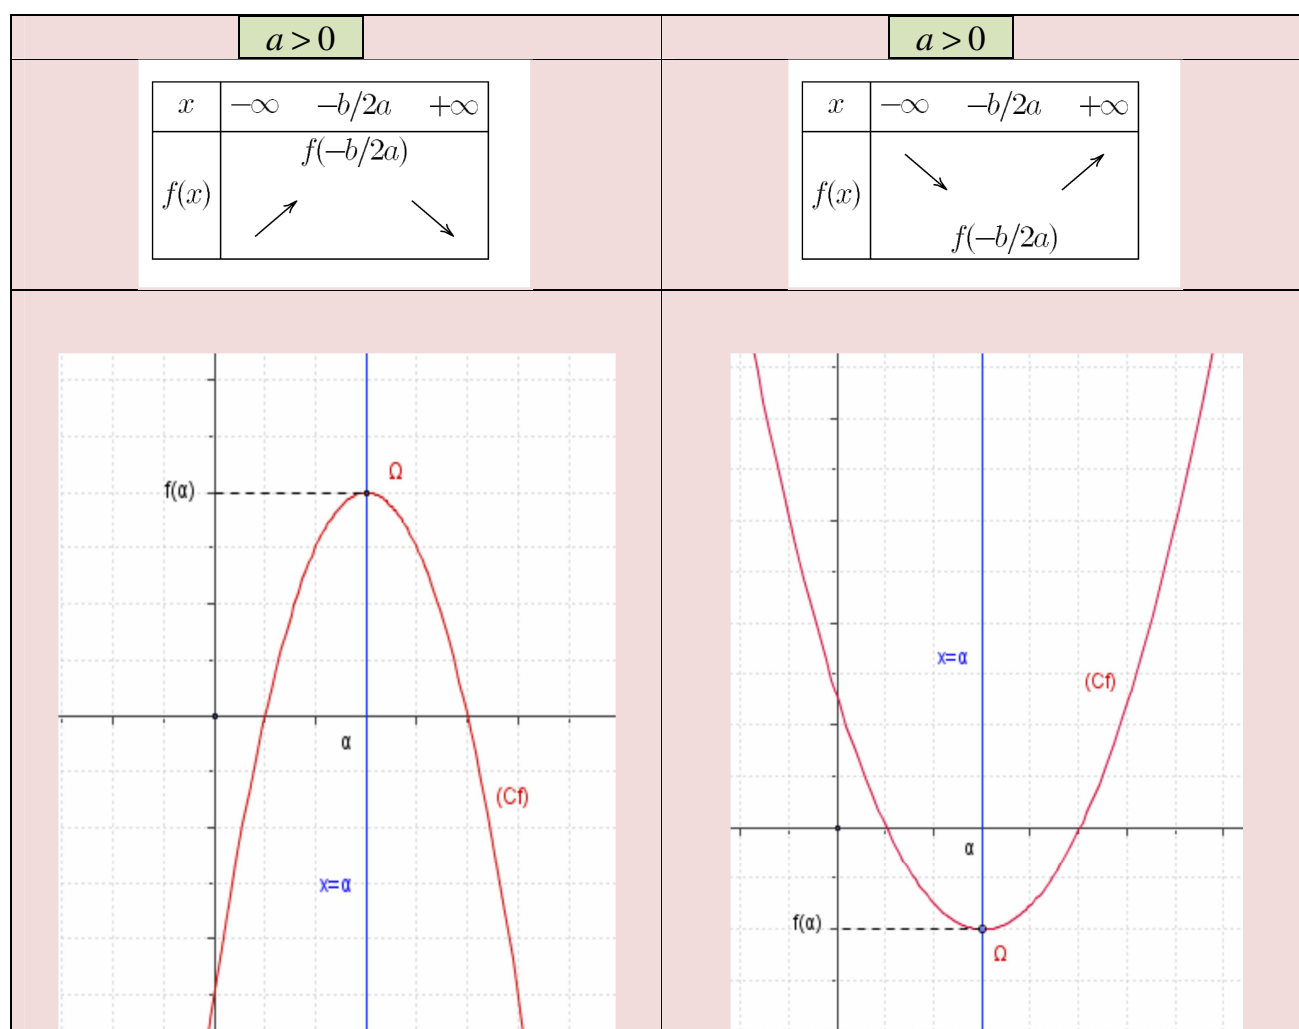 a > 0
a > 0
x −∞ −b/2a +∞
f(−b/2a)
f(x)
x −∞ −b/2a +∞
f(x)
f(−b/2a)
Ω
f(α)
α
(Cf)
x=α
x=α
(Cf)
α
f(α)
Ω